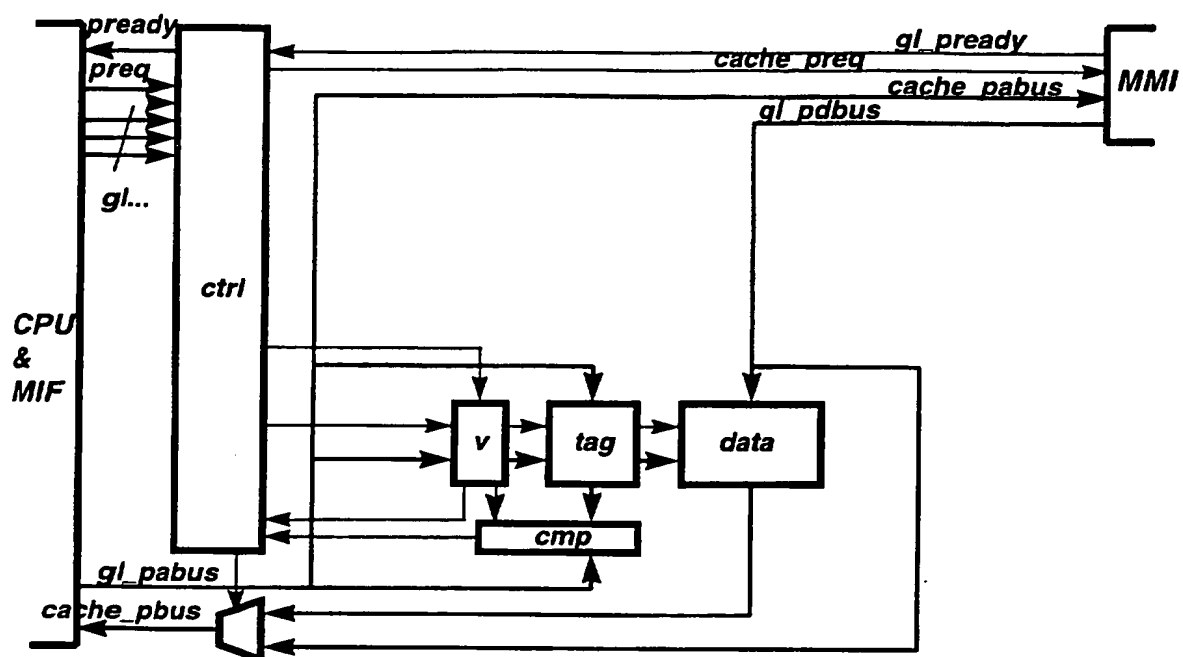 pready
gl_pready
preq
cache_preq
MMI
cache_pabus
gl_pdbus
gl...
ctrl
CPU
&
MIF
v
tag
data
cmp
gl_pabus
cache_pbus